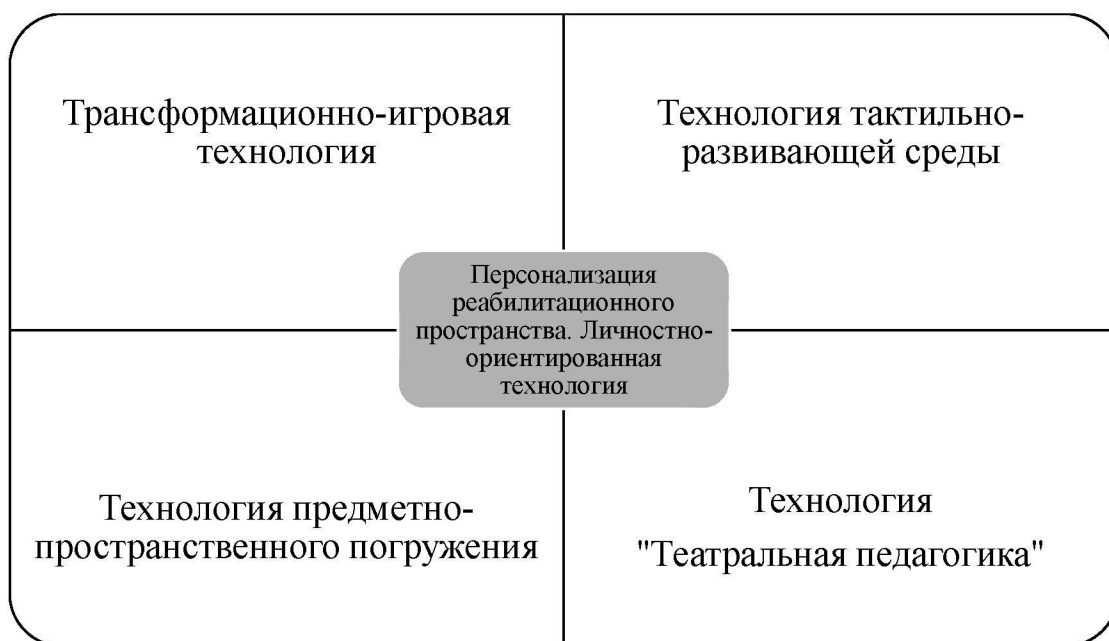 Трансформационно-игровая
технология
Технология тактильно-
развивающей среды
Персонализация
реабилитационного
пространства. Личностно-
ориентированная
технология
Технология предметно-
пространственного погружения
Технология
"Театральная педагогика"